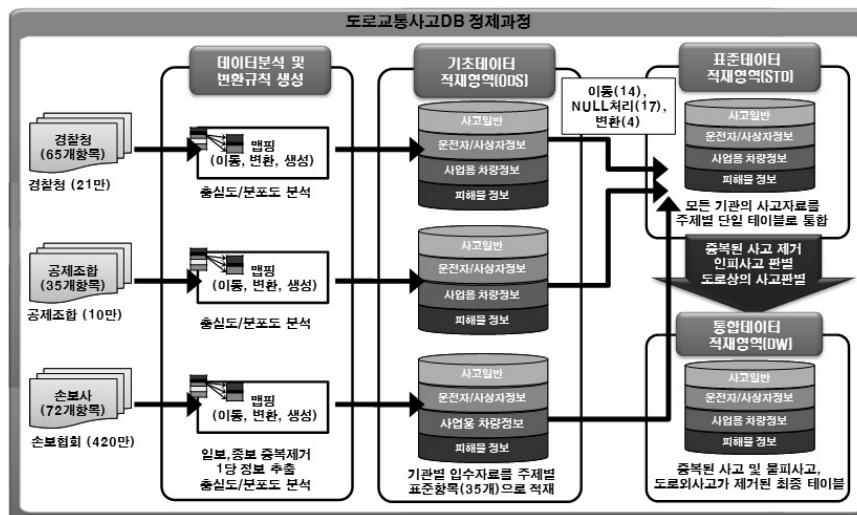 도로교통사고DB 정제과정
데이터분석 및
변환규칙 생성
기초데이터
적재영역(ODS)
표준데이터
적재영역(STD)
이동(14),
NULL처리(17),
변환(4)
경찰청
(65개항목)
경찰청 (21만)
맵핑
(이동, 변환, 생성)
충실도/분포도 분석
사고일반
운전자/사상자정보
사업용 차량정보
피해물 정보
사고일반
운전자/사상자정보
사업용 차량정보
피해물 정보
모든 기관의 사고자료를
주제별 단일 테이블로 통합
공제조합
(35개항목)
공제조합 (10만)
맵핑
(이동, 변환, 생성)
충실도/분포도 분석
사고일반
운전자/사상자정보
사업용 차량정보
피해물 정보
중복된 사고 제거
인피사고 판별
도로상의 사고판별
통합데이터
적재영역(DW)
손보사
(72개항목)
손보협회 (420만)
맵핑
(이동, 변환, 생성)
일보,종보 중복제거
1당 정보 추출
충실도/분포도 분석
사고일반
운전자/사상자정보
사업용 차량정보
피해물 정보
기관별 입수자료를 주제별
표준항목(35개)으로 적재
사고일반
운전자/사상자정보
사업용 차량정보
피해물 정보
중복된 사고 및 물피사고,
도로외사고가 제거된 최종 테이블